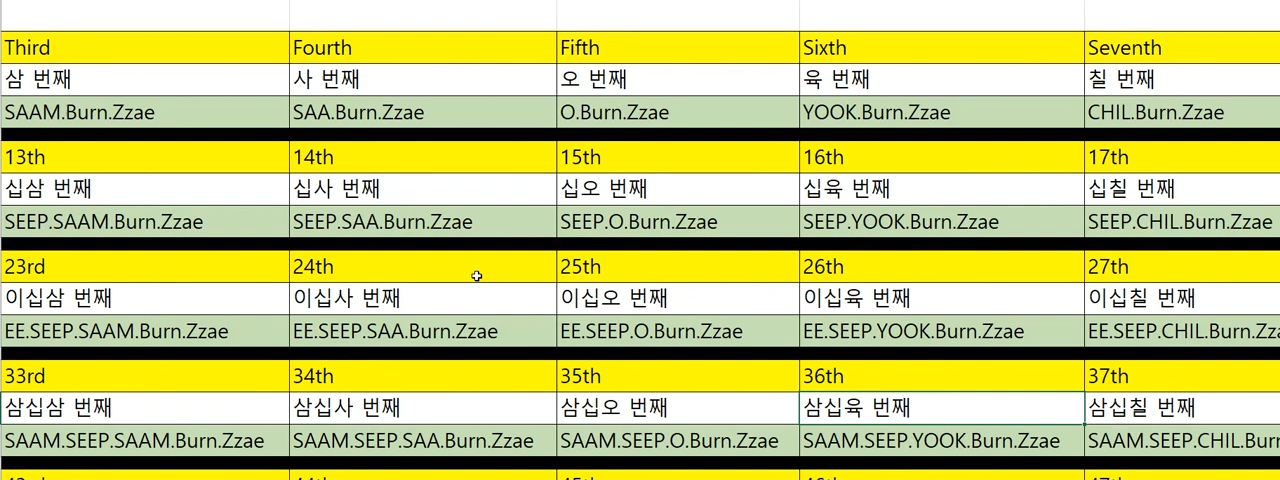 Third Fourth Fifth Sixth Seventh
삼 번째 사 번째 오 번째 육 번째 칠 번째
SAAM.Burn.Zzae SAA.Burn.Zzae O.Burn.Zzae YOOK.Burn.Zzae CHIL.Burn.Zzae
13th 14th 15th 16th 17th
십삼 번째 십사 번째 십오 번째 십육 번째 십칠 번째
SEEP.SAAM.Burn.Zzae SEEP.SAA.Burn.Zzae SEEP.O.Burn.Zzae SEEP.YOOK.Burn.Zzae SEEP.CHIL.Burn.Zzae
23rd 24th 25th 26th 27th
이십삼 번째 이십사 번째 이십오 번째 이십육 번째 이십칠 번째
EE.SEEP.SAAM.Burn.Zzae EE.SEEP.SAA.Burn.Zzae EE.SEEP.O.Burn.Zzae EE.SEEP.YOOK.Burn.Zzae EE.SEEP.CHIL.Burn.Zza
33rd 34th 35th 36th 37th
삼십삼 번째 삼십사 번째 삼십오 번째 삼십육 번째 삼십칠 번째
SAAM.SEEP.SAAM.Burn.Zzae SAAM.SEEP.SAA.Burn.Zzae SAAM.SEEP.O.Burn.Zzae SAAM.SEEP.YOOK.Burn.Zzae SAAM.SEEP.CHIL.Bur